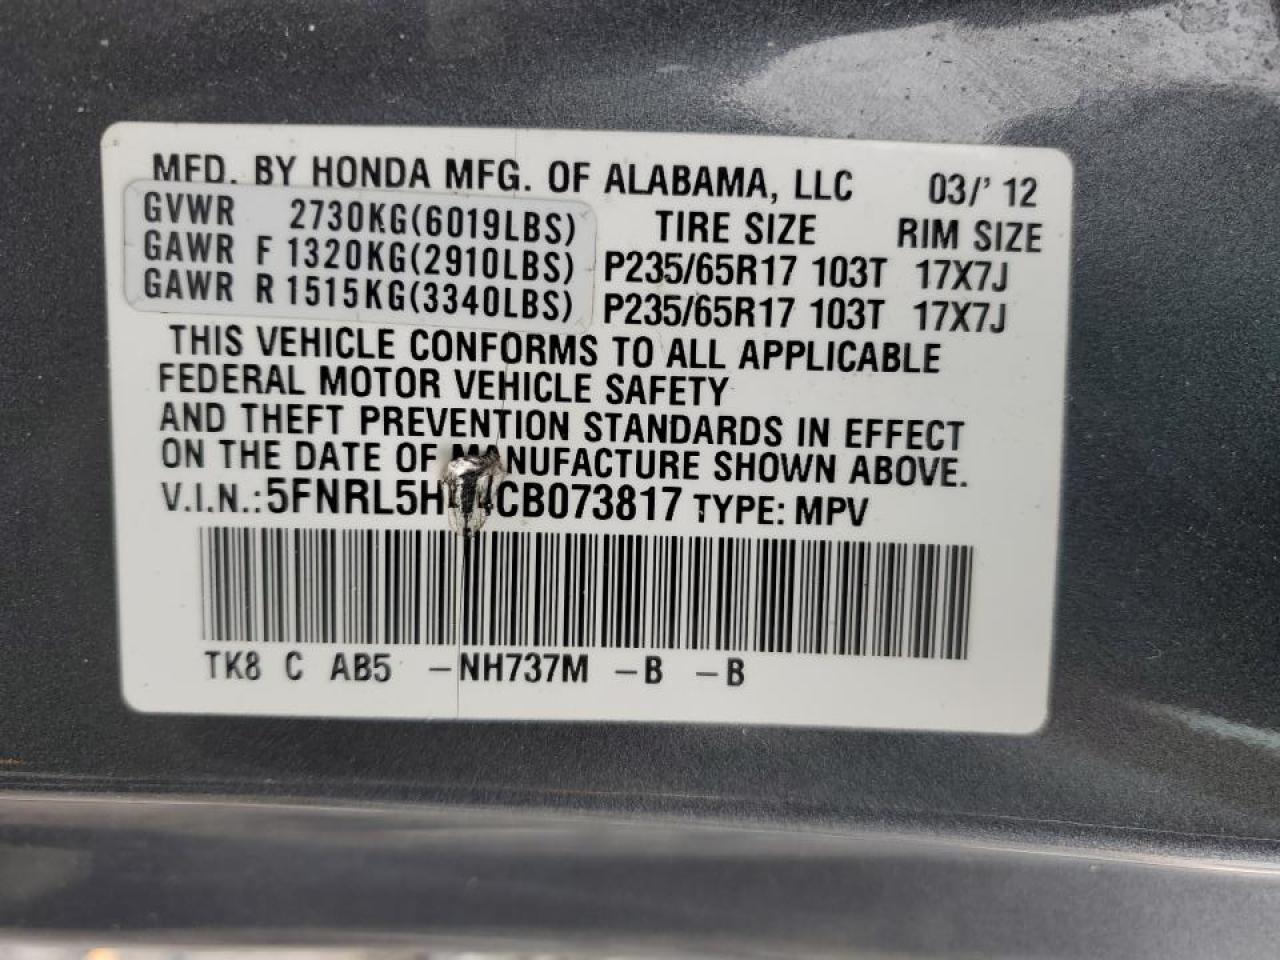 MFD. BY HONDA MFG. OF ALABAMA, LLC 03/' 12
GVWR 2730KG(6019LBS) TIRE SIZE RIM SIZE
GAWR F 1320KG(2910LBS) P235/65R17 103T 17X7J
GAWR R 1515KG(3340LBS) P235/65R17 103T 17X7J
THIS VEHICLE CONFORMS TO ALL APPLICABLE
FEDERAL MOTOR VEHICLE SAFETY
AND THEFT PREVENTION STANDARDS IN EFFECT
ON THE DATE OF MANUFACTURE SHOWN ABOVE.
V.I.N.: 5FNRL5H44CB073817 TYPE: MPV
TK8 C AB5 -NH737M -B -B